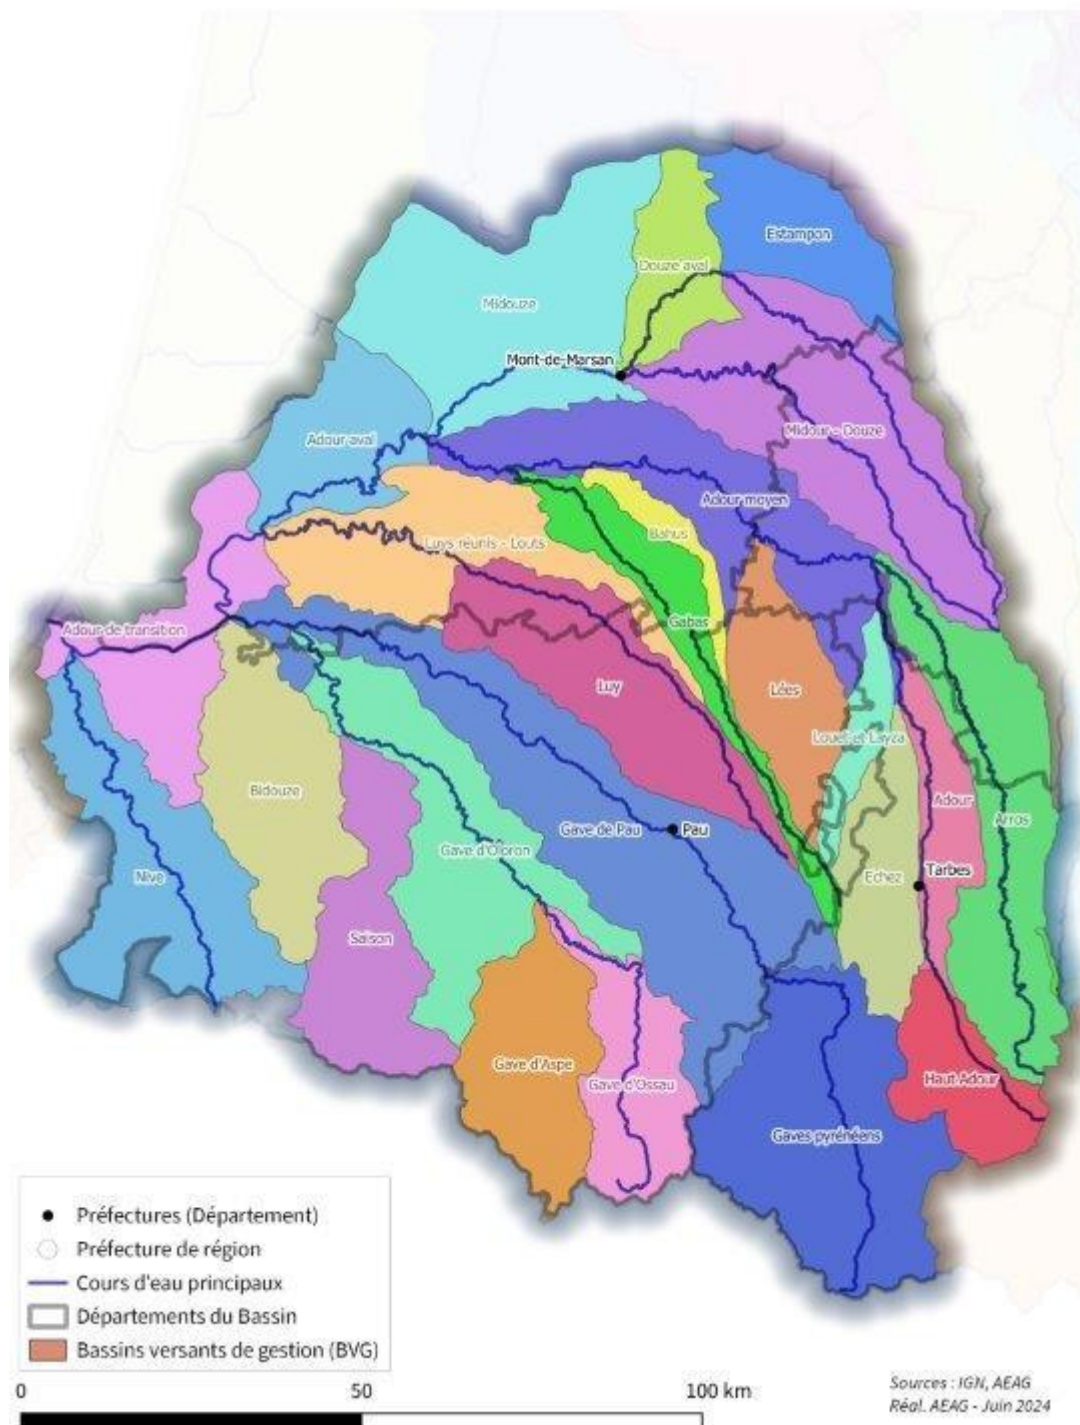 Estampon
Douze aval
Midouze
Mont-de-Marsan
Adour aval
Midour - Douze
Adour moyen
Luys réunis - Louts
Bahus
Gabas
Adour de transition
Luy
Lées
Louet et Layza
Bidouze
Adour
Arros
Gave de Pau
Pau
Gave d'Oloron
Nive
Echez
Tarbes
Saison
Gave d'Aspe
Gave d'Ossau
Haut Adour
Gaves pyrénéens
Préfectures (Département)
Préfecture de région
Cours d'eau principaux
Départements du Bassin
Bassins versants de gestion (BVG)
0 50 100 km
Sources : IGN, AEAG
Réal. AEAG - Juin 2024